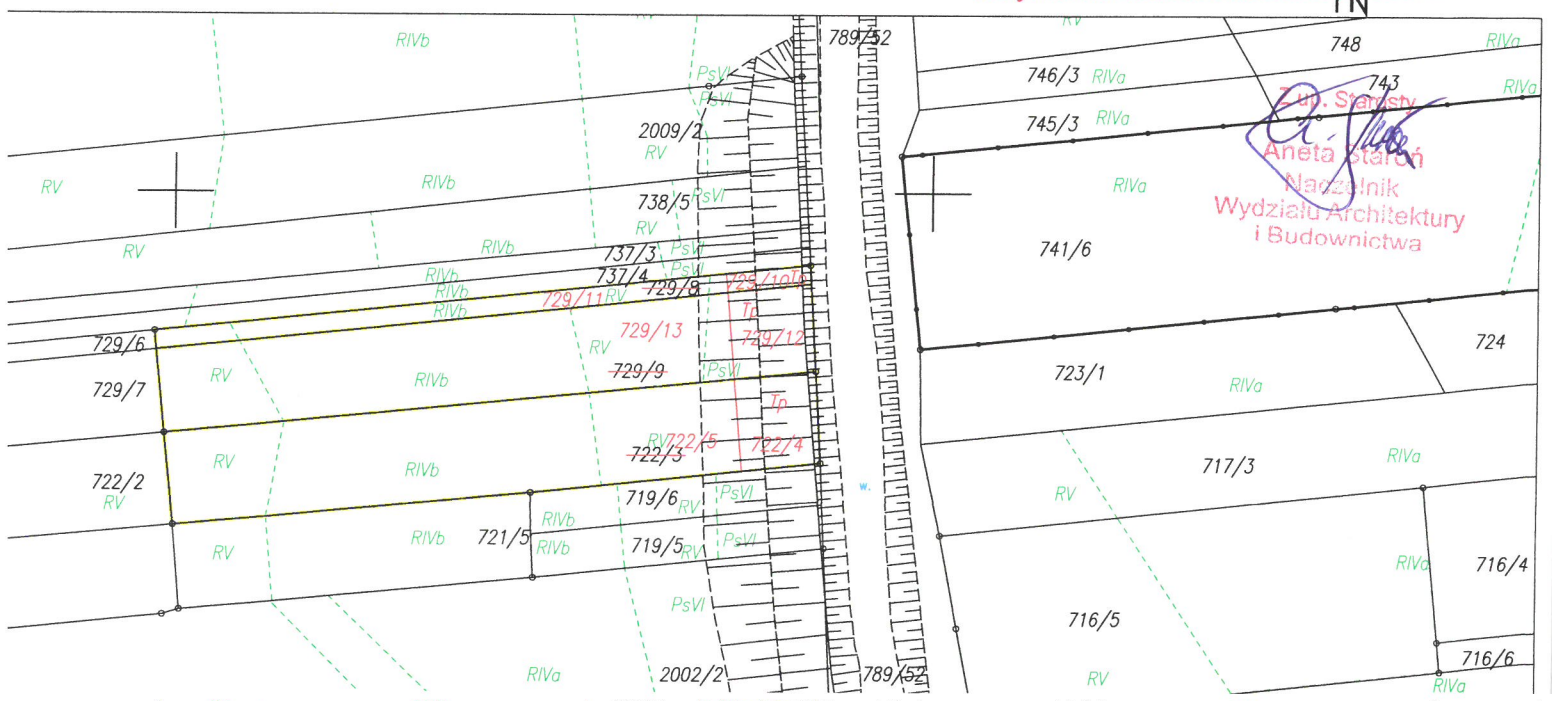 N
RIVb
789/52
RV
748
RIVa
746/3 RIVa
PsVI
PsVI
743
RIVa
Z up. Starosty
745/3 RIVa
2009/2
RV
Aneta Staroń
Naczelnik
Wydziału Architektury
i Budownictwa
RV
RIVb
738/5
PsVI
RIVa
741/6
RV
RIVb
RV
737/3
PsVI
RIVb
737/4
PsVI
RIVb
729/11
RV
729/8
729/10
Tp
RIVb
729/6
729/13
Tp
729/12
RV
729/7
RV
RIVb
729/9
PsVI
723/1
RIVa
724
Tp
RV
722/5
722/3
722/4
722/2
RV
RV
RIVb
717/3
RIVa
RV
w.
719/6
RV
PsVI
RIVb
721/5
RV
RIVb
RIVb
719/5
RV
PsVI
RIVa
716/4
PsVI
716/5
716/6
RIVa
2002/2
789/52
RV
RIVa